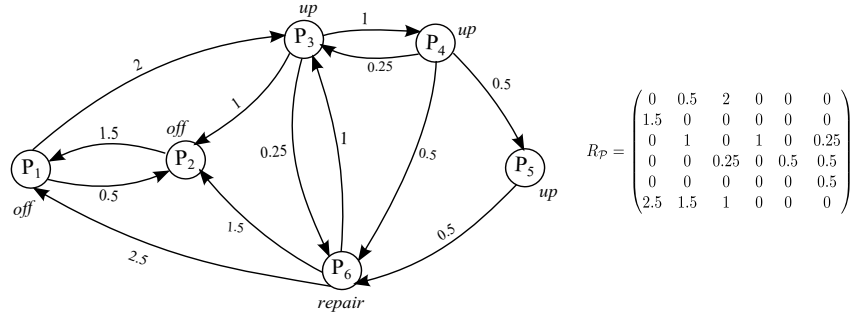 up
P3
1
P4
up
2
0.25
0.5
1
off
1.5
P2
0.25
1
0.5
P1
off
0.5
P5
up
1.5
0.5
2.5
P6
repair
R𝒫 =
0 0.5 2 0 0 0
1.5 0 0 0 0 0
0 1 0 1 0 0.25
0 0 0.25 0 0.5 0.5
0 0 0 0 0 0.5
2.5 1.5 1 0 0 0